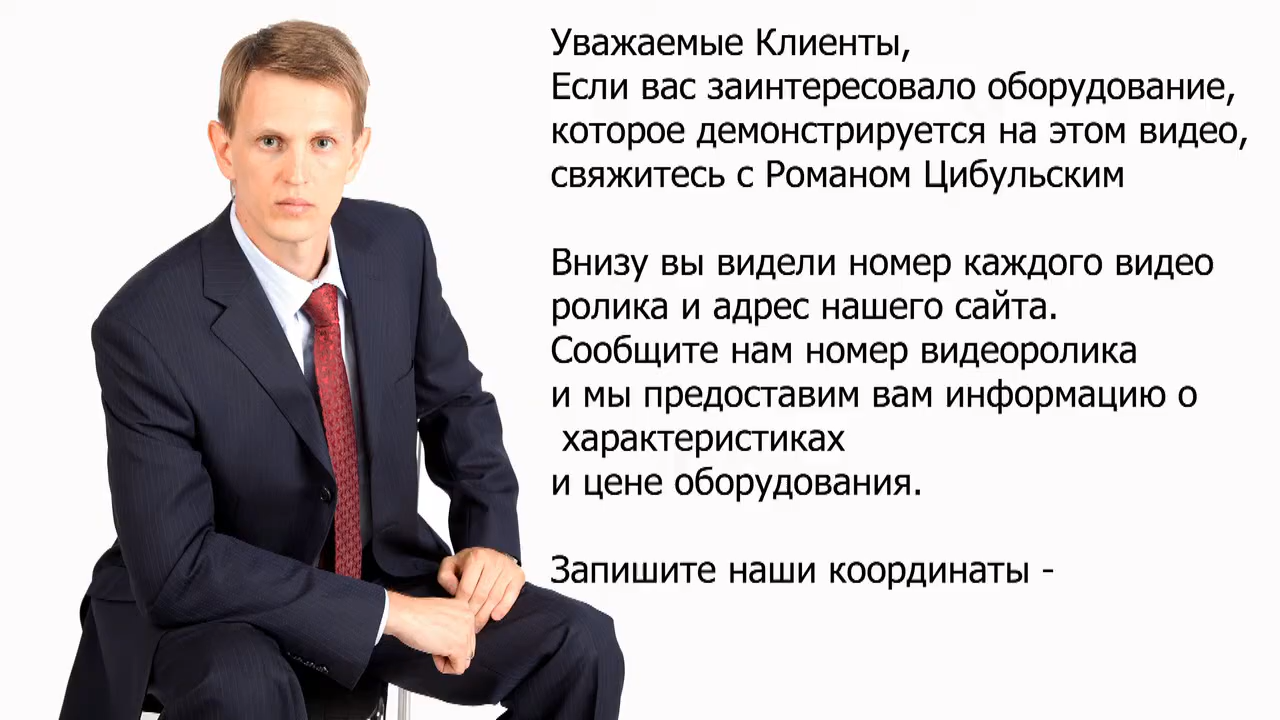 Уважаемые Клиенты,
Если вас заинтересовало оборудование,
которое демонстрируется на этом видео,
свяжитесь с Романом Цибульским
Внизу вы видели номер каждого видео
ролика и адрес нашего сайта.
Сообщите нам номер видеоролика
и мы предоставим вам информацию о
характеристиках
и цене оборудования.
Запишите наши координаты -